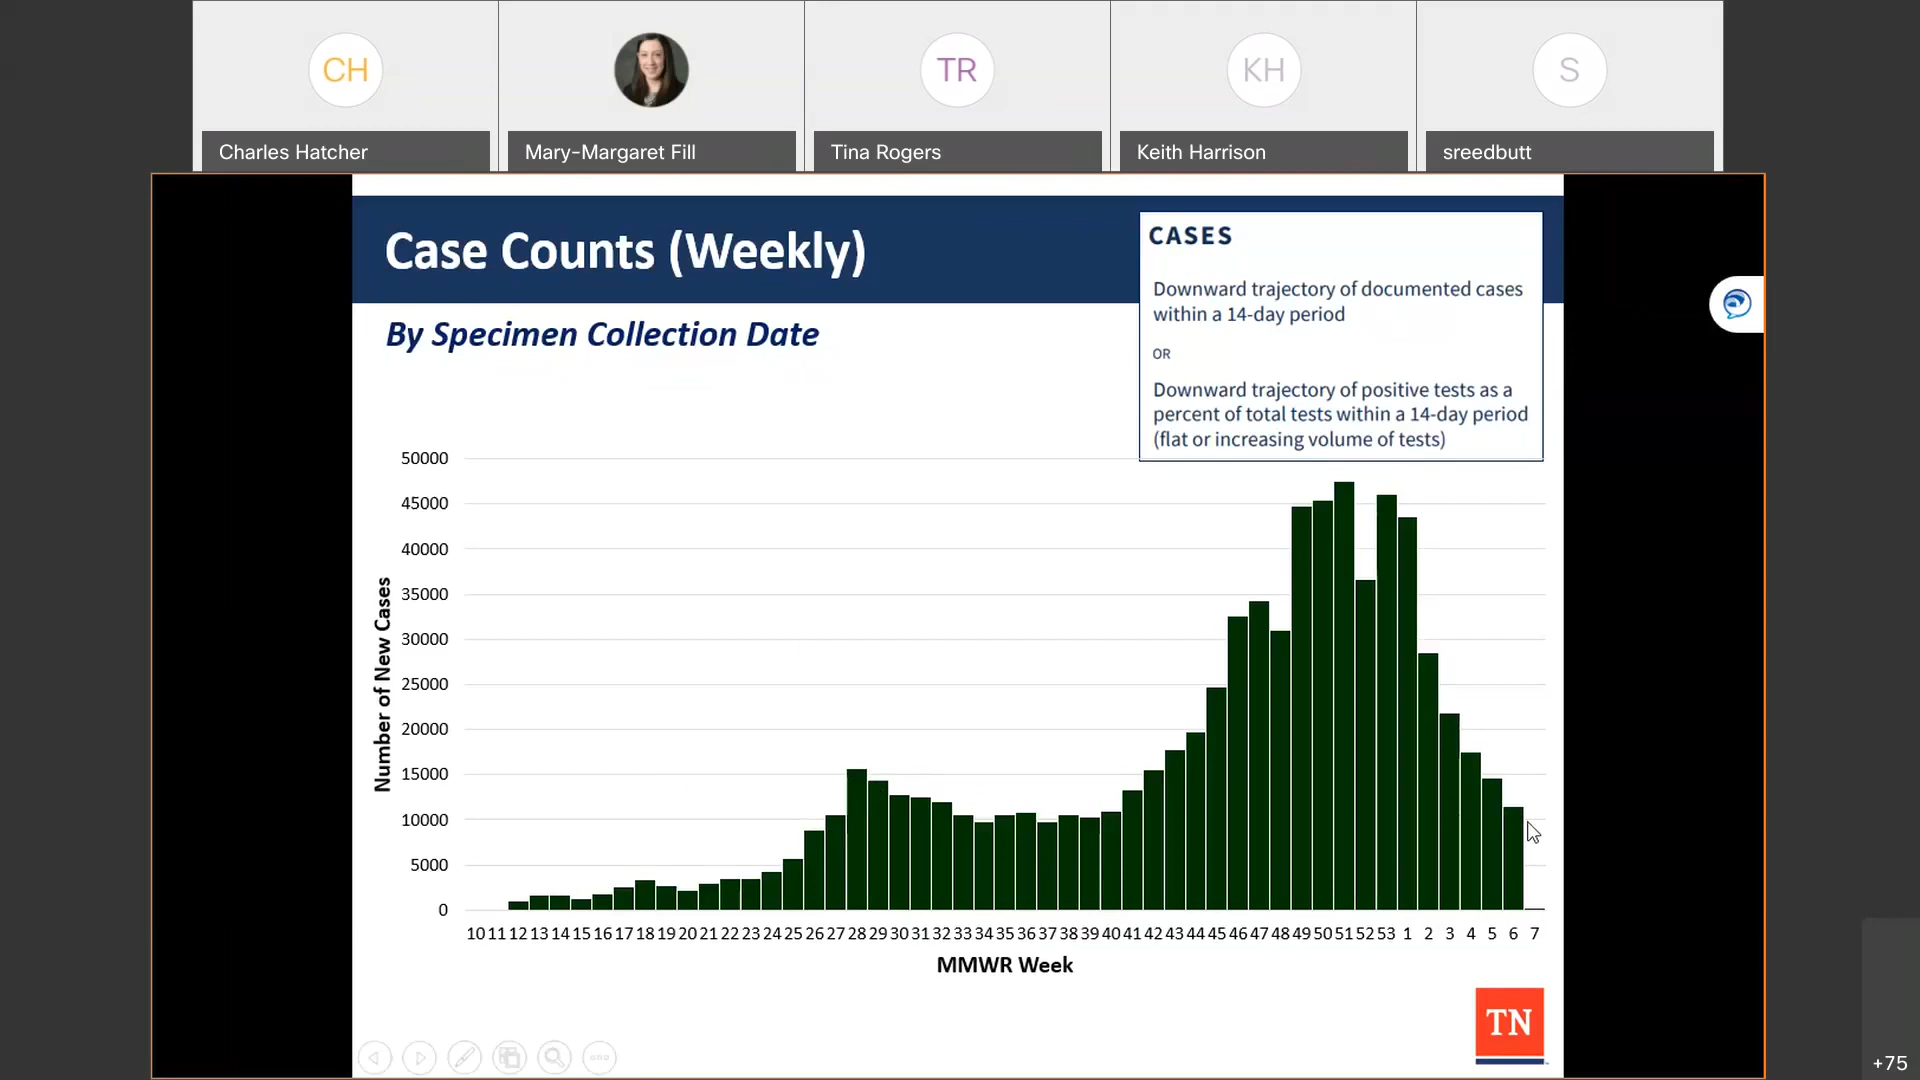 CH
TR
KH
S
Charles Hatcher
Mary-Margaret Fill
Tina Rogers
Keith Harrison
sreedbutt
Case Counts (Weekly)
CASES
Downward trajectory of documented cases
within a 14-day period
OR
Downward trajectory of positive tests as a
percent of total tests within a 14-day period
(flat or increasing volume of tests)
By Specimen Collection Date
Number of New Cases
50000
45000
40000
35000
30000
25000
20000
15000
10000
5000
0
10 11 12 13 14 15 16 17 18 19 20 21 22 23 24 25 26 27 28 29 30 31 32 33 34 35 36 37 38 39 40 41 42 43 44 45 46 47 48 49 50 51 52 53 1 2 3 4 5 6 7
MMWR Week
TN
+75